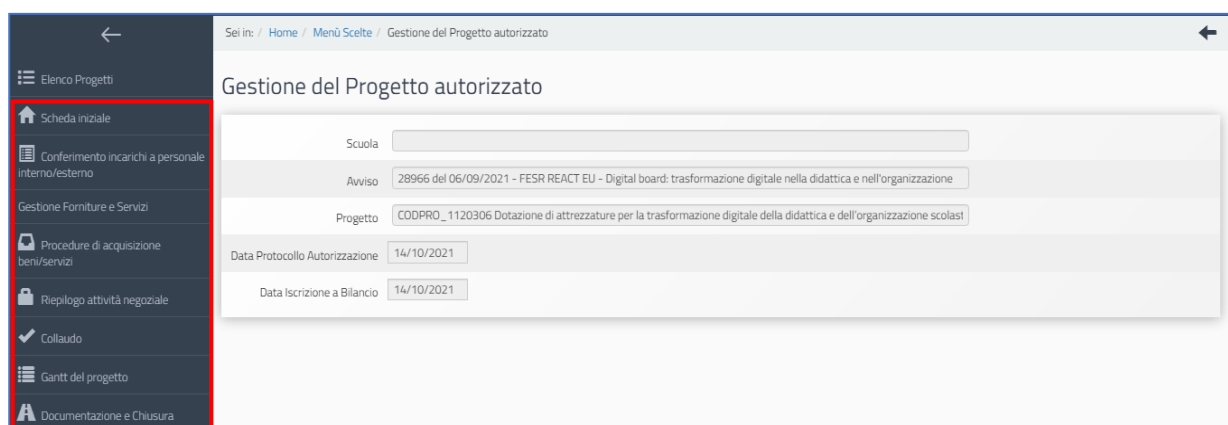 Sei in: / Home / Menù Scelte / Gestione del Progetto autorizzato
Elenco Progetti
Scheda iniziale
Conferimento incarichi a personale
interno/esterno
Gestione Forniture e Servizi
Procedure di acquisizione
beni/servizi
Riepilogo attività negoziale
Collaudo
Gantt del progetto
Documentazione e Chiusura
Gestione del Progetto autorizzato
Scuola
Avviso 28966 del 06/09/2021 - FESR REACT EU - Digital board: trasformazione digitale nella didattica e nell'organizzazione
Progetto CODPRO_1120306 Dotazione di attrezzature per la trasformazione digitale della didattica e dell'organizzazione scolast
Data Protocollo Autorizzazione 14/10/2021
Data Iscrizione a Bilancio 14/10/2021